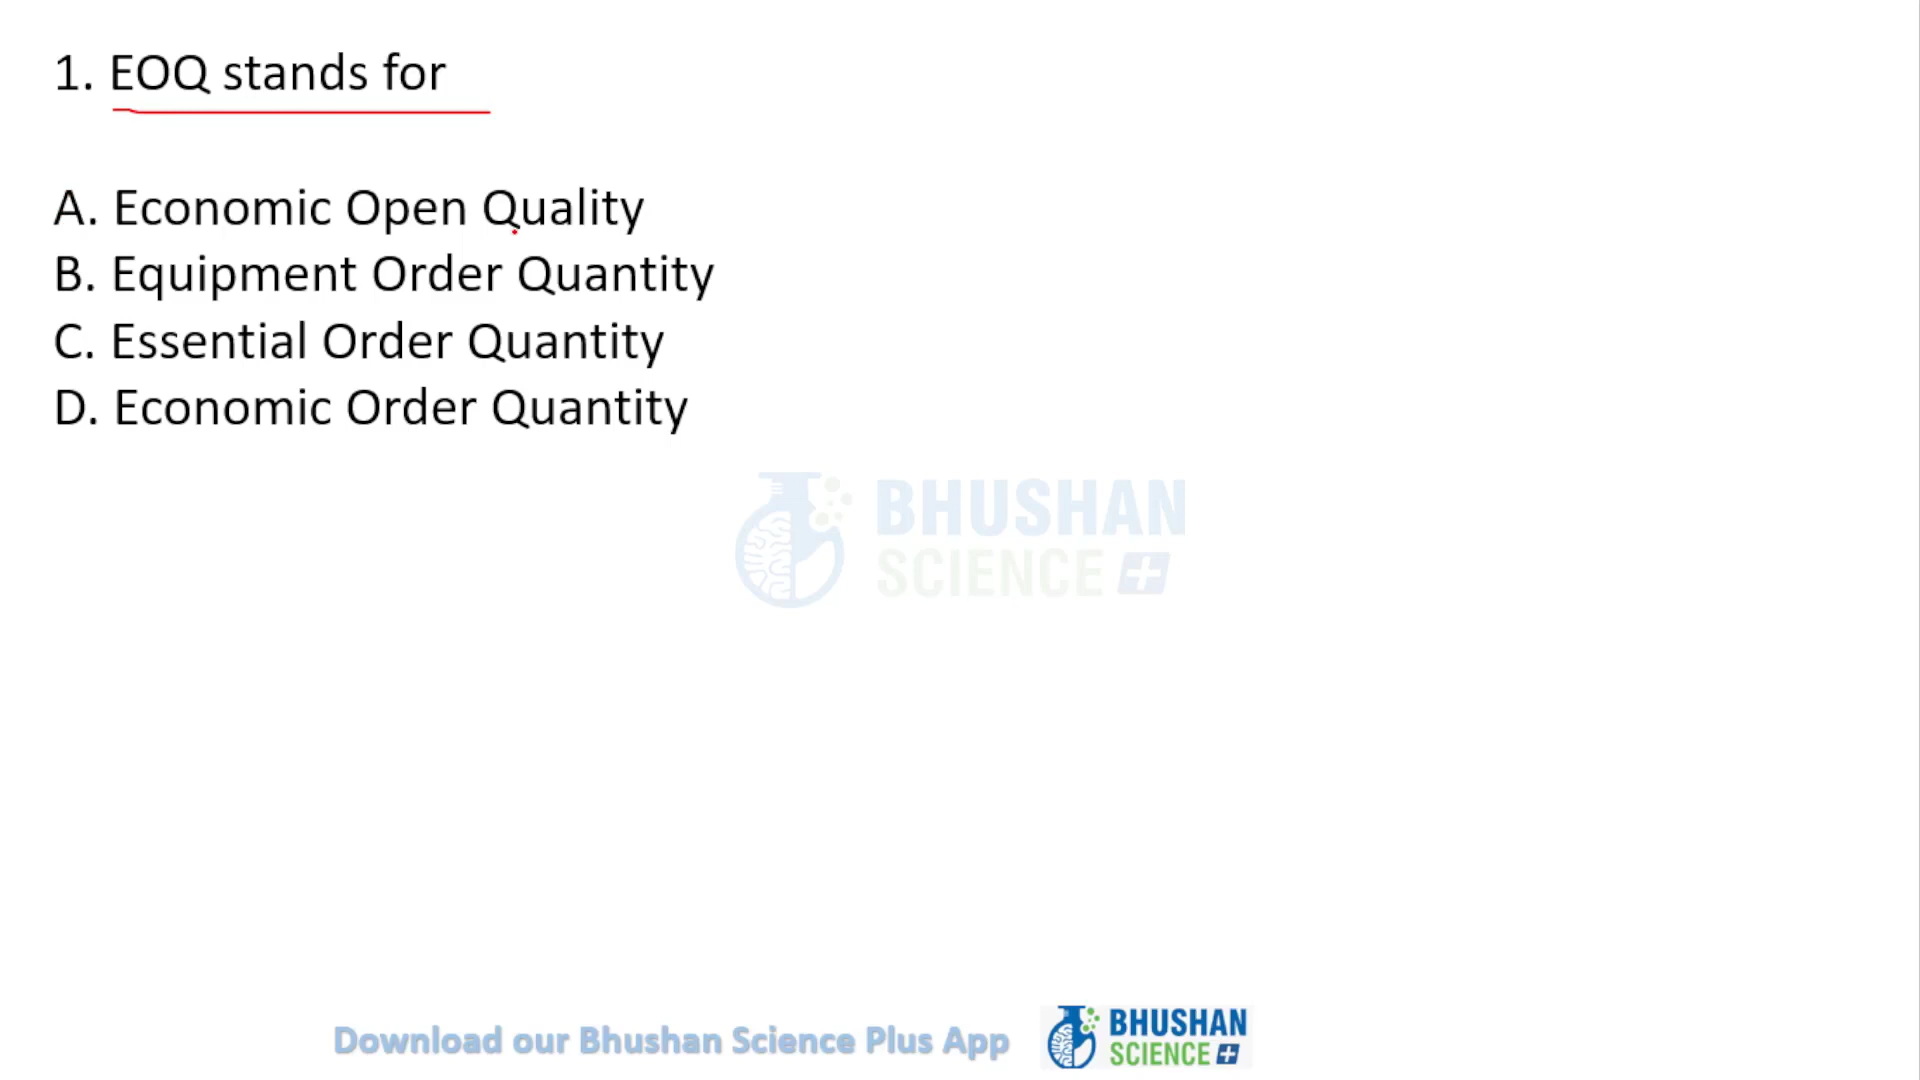 1. EOQ stands for
A. Economic Open Quality
B. Equipment Order Quantity
C. Essential Order Quantity
D. Economic Order Quantity
BHUSHAN
SCIENCE
Download our Bhushan Science Plus App
BHUSHAN
SCIENCE